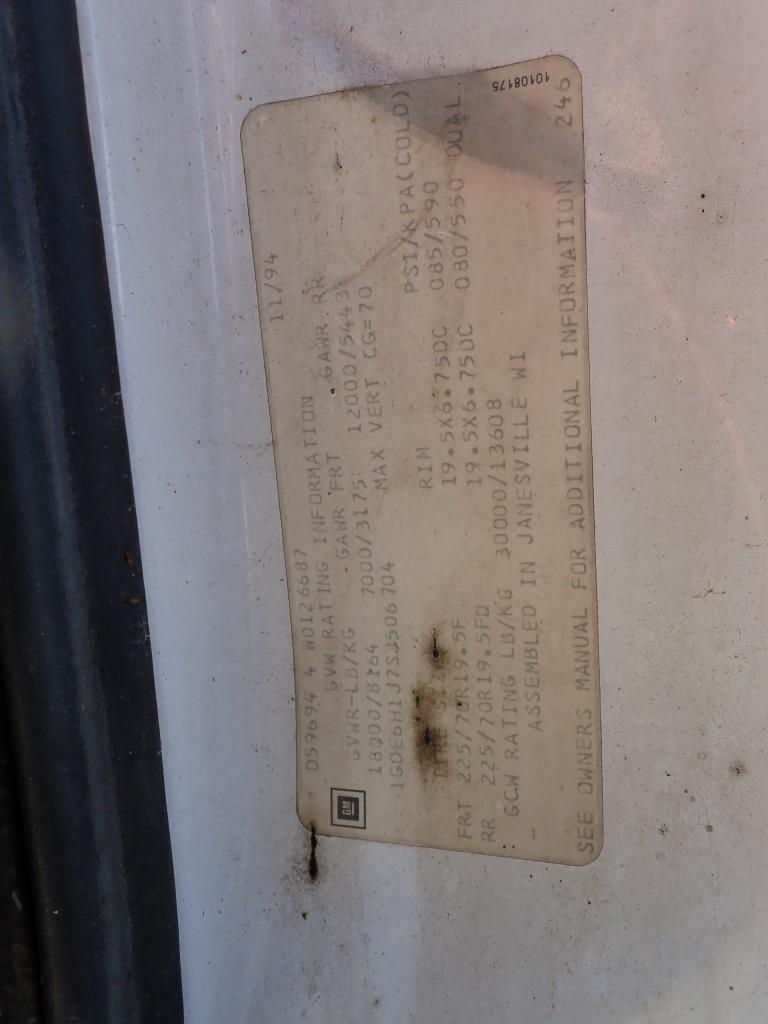 10108175
D59694 4 W0126687 11/94
GVW RATING INFORMATION
GVWR-LB/KG GAWR FRT GAWR RR
18000/8164 7000/3175 12000/5443
1GDE6H1J7SJ506704 MAX VERT CG=70
TIRE SIZE RIM PSI/KPA(COLD)
FRT 225/70R19.5F 19.5X6.75DC 085/590
RR 225/70R19.5FD 19.5X6.75DC 080/550 DUAL
GCW RATING LB/KG 30000/13608
- ASSEMBLED IN JANESVILLE WI
SEE OWNERS MANUAL FOR ADDITIONAL INFORMATION 246
GM